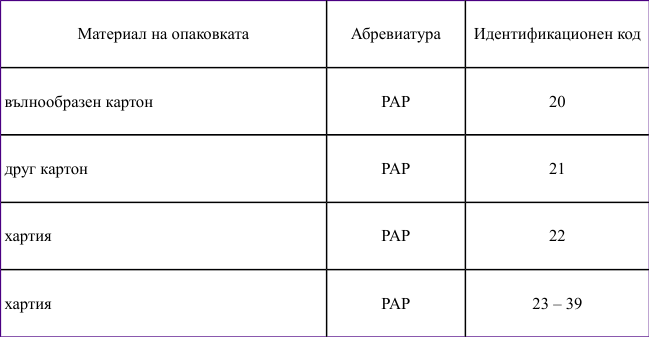 Материал на опаковката Абревиатура Идентификационен код
вълнообразен картон PAP 20
друг картон PAP 21
хартия PAP 22
хартия PAP 23 – 39